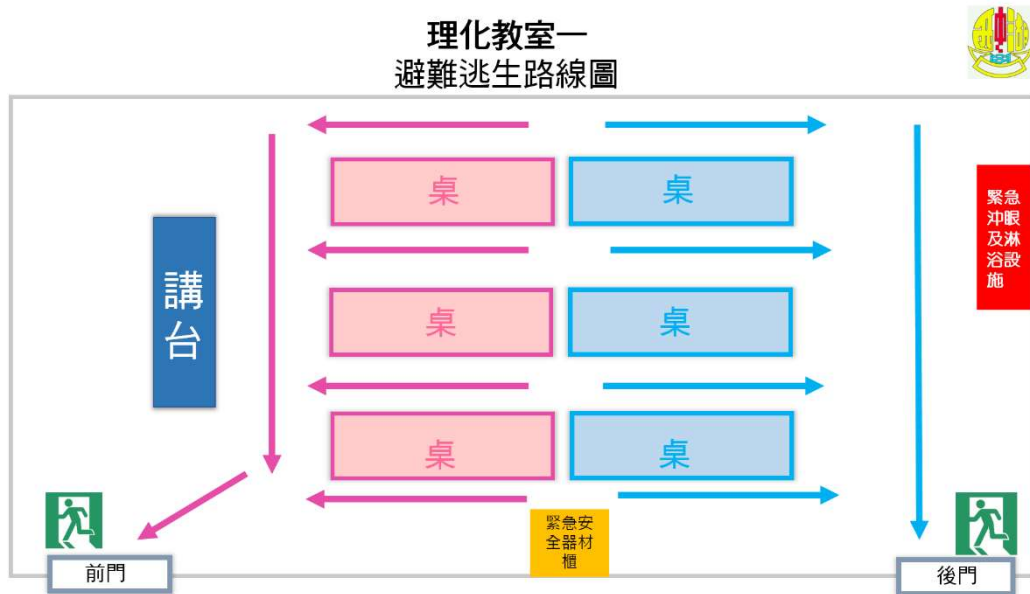 理化教室一
避難逃生路線圖
桌
桌
緊急
沖眼
及淋
浴設
施
講
台
桌
桌
桌
桌
緊急安
全器材
櫃
前門
後門